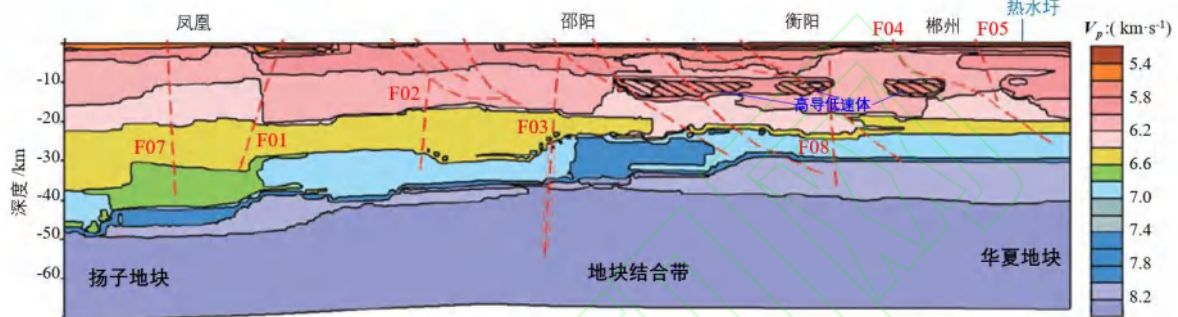 凤凰
邵阳
衡阳
F04
郴州
F05
热水圩
Vp:( km·s-1)
-10
-20
-30
-40
-50
-60
深度 /km
F07
F01
F02
F03
高导低速体
F08
扬子地块
地块结合带
华夏地块
5.4
5.8
6.2
6.6
7.0
7.4
7.8
8.2